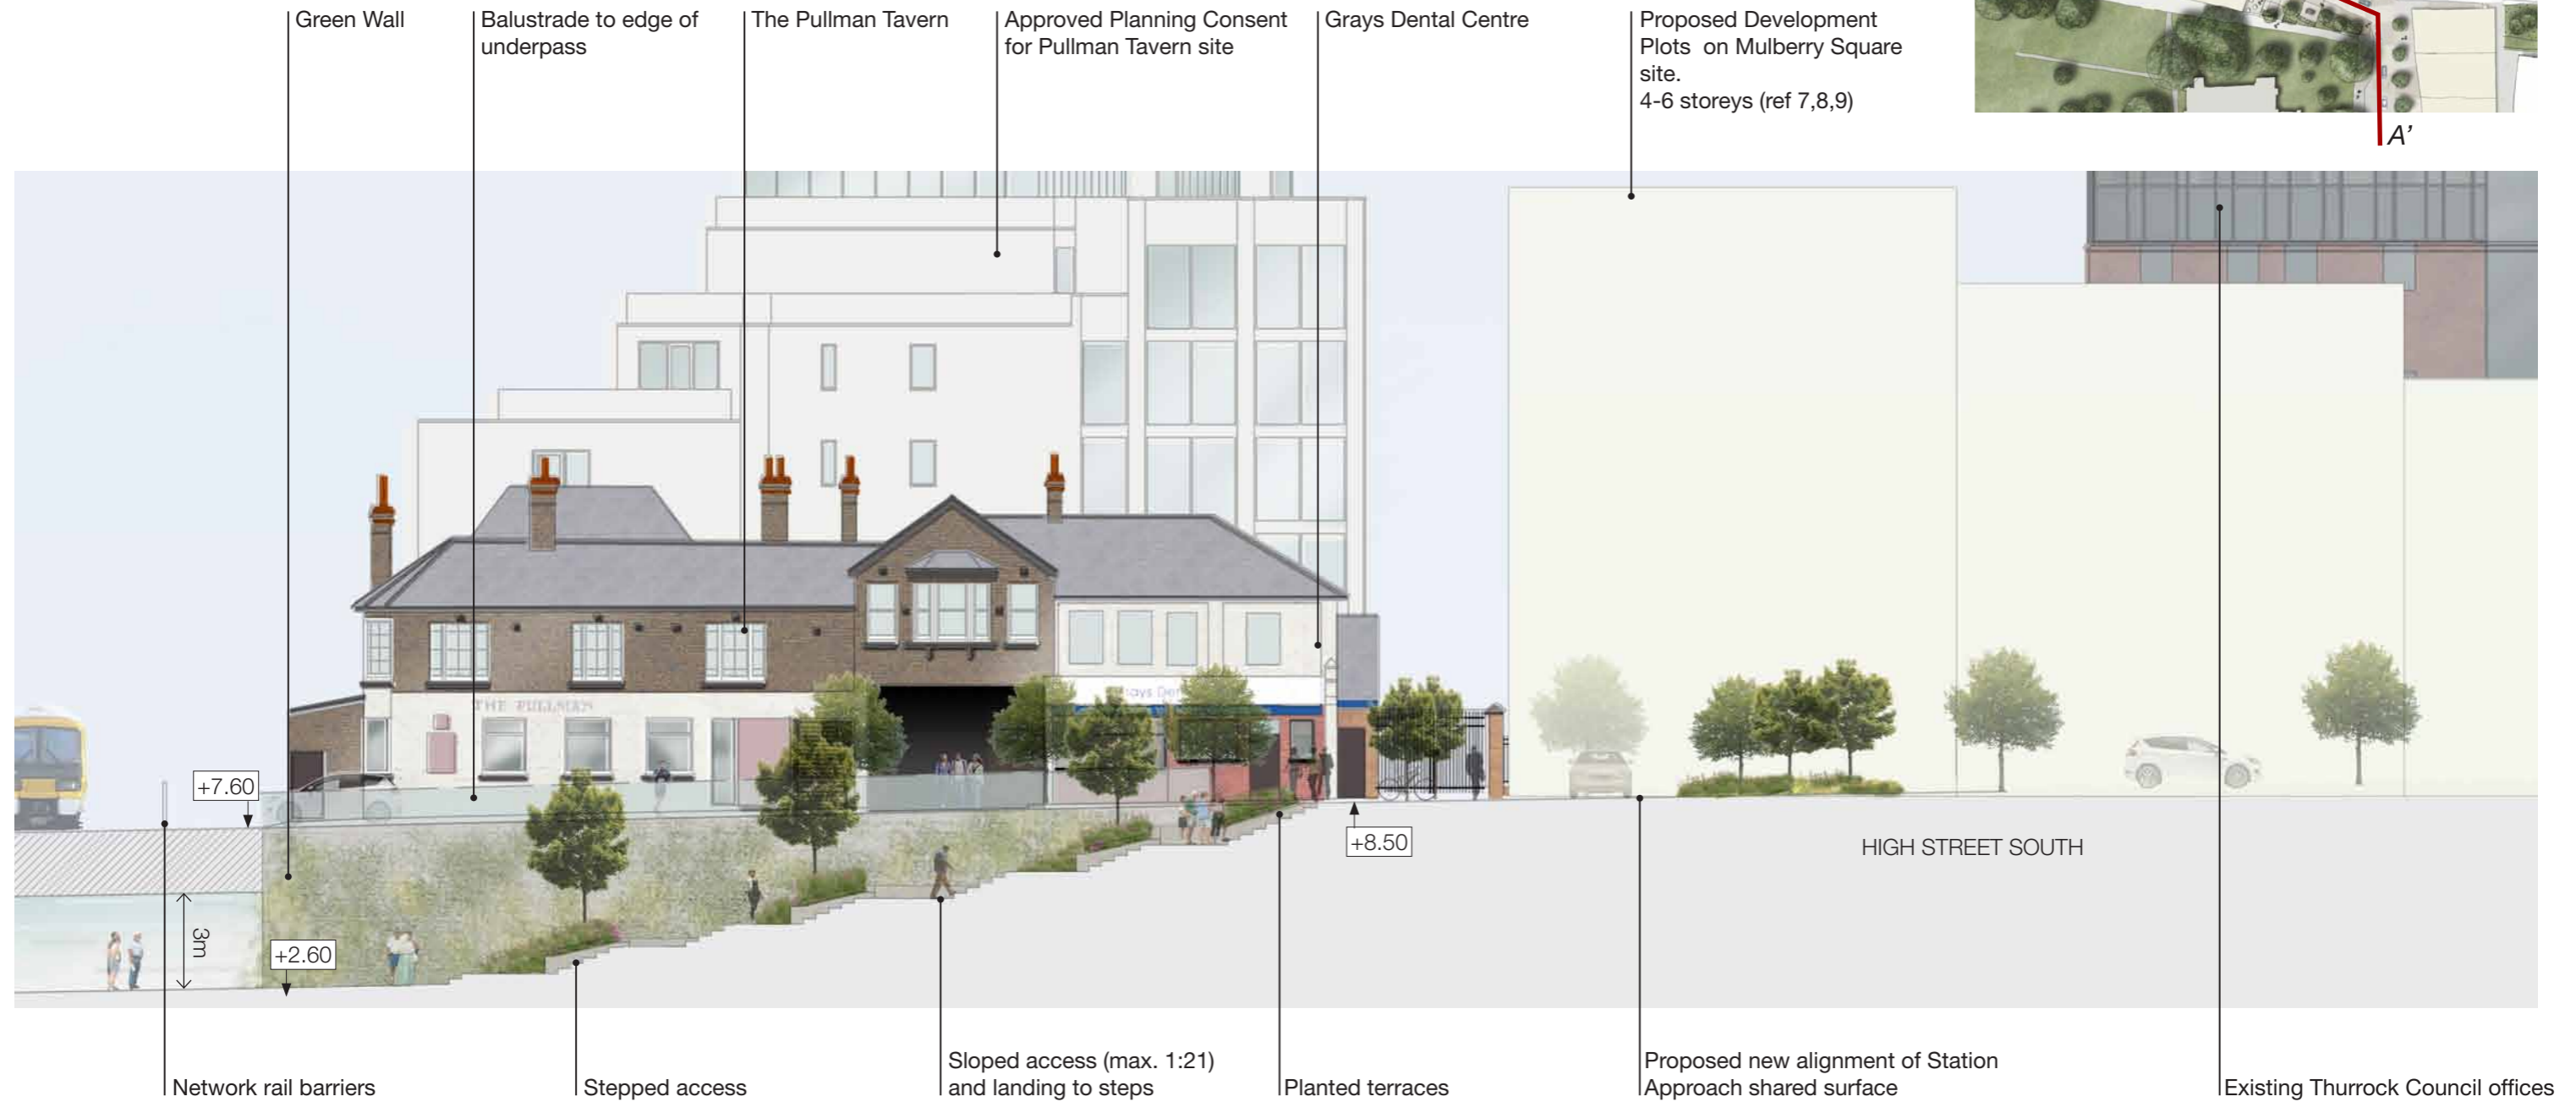 Green Wall
Balustrade to edge of
underpass
The Pullman Tavern
Approved Planning Consent
for Pullman Tavern site
Grays Dental Centre
Proposed Development
Plots on Mulberry Square
site.
4-6 storeys (ref 7,8,9)
A'
THE PULLMAN
+7.60
+8.50
HIGH STREET SOUTH
3m
+2.60
Network rail barriers
Stepped access
Sloped access (max. 1:21)
and landing to steps
Planted terraces
Proposed new alignment of Station
Approach shared surface
Existing Thurrock Council offices